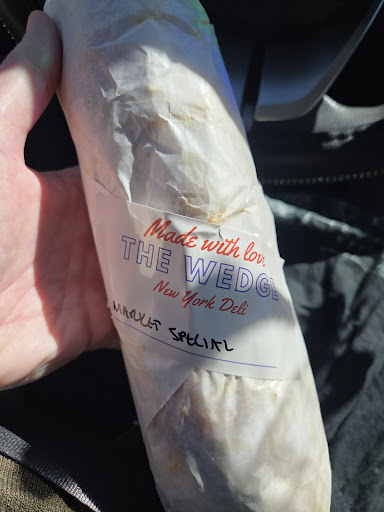 Made with love
THE WEDGE
New York Deli
MARKET SPECIAL